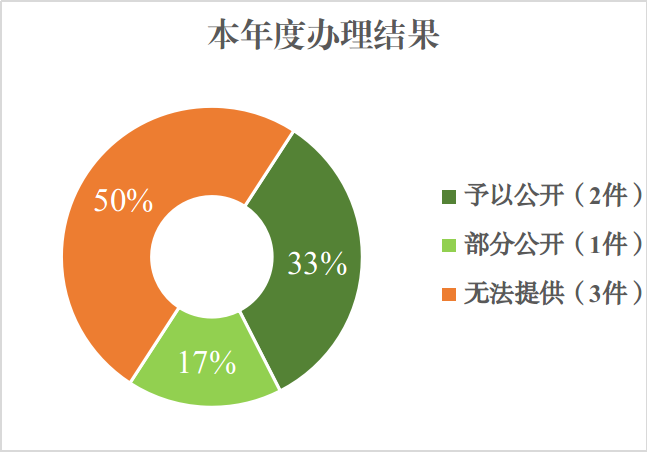 本年度办理结果
50%
33%
17%
予以公开（2件）
部分公开（1件）
无法提供（3件）